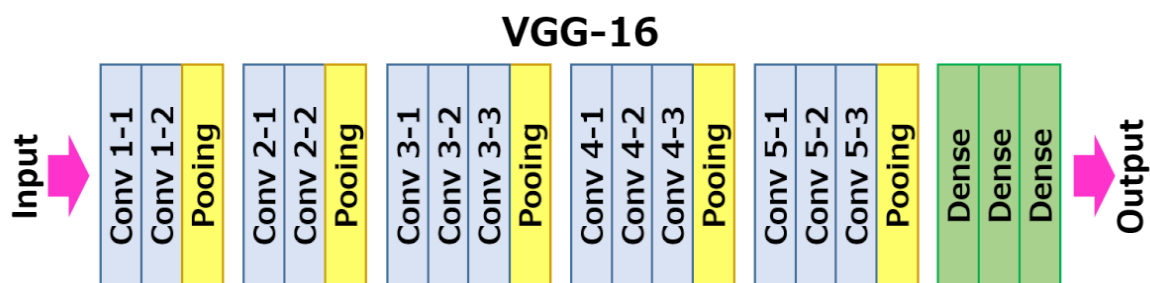 VGG-16
Input
Conv 1-1
Conv 1-2
Pooing
Conv 2-1
Conv 2-2
Pooing
Conv 3-1
Conv 3-2
Conv 3-3
Pooing
Conv 4-1
Conv 4-2
Conv 4-3
Pooing
Conv 5-1
Conv 5-2
Conv 5-3
Pooing
Dense
Dense
Dense
Output